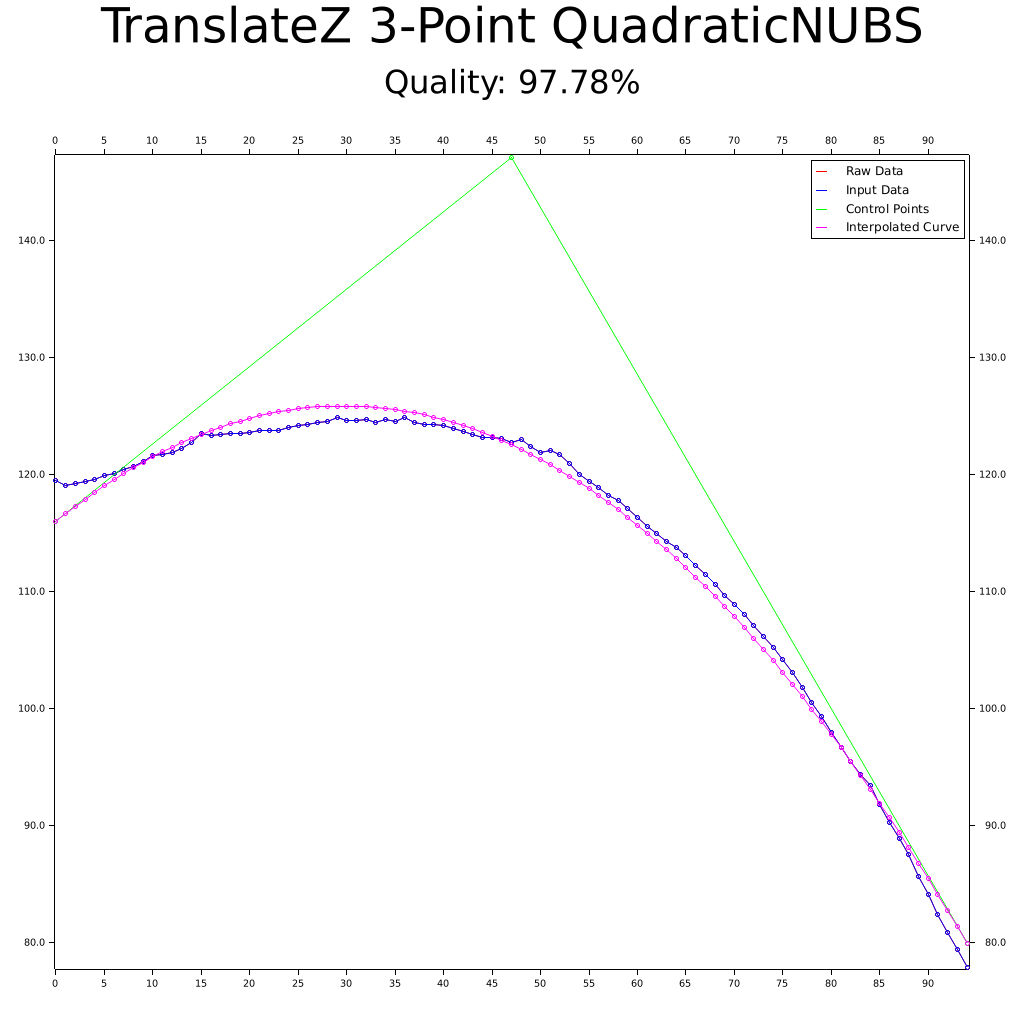 TranslateZ 3-Point QuadraticNUBS
Quality: 97.78%
0 5 10 15 20 25 30 35 40 45 50 55 60 65 70 75 80 85 90
Raw Data
Input Data
Control Points
Interpolated Curve
140.0 140.0
130.0 130.0
120.0 120.0
110.0 110.0
100.0 100.0
90.0 90.0
80.0 80.0
0 5 10 15 20 25 30 35 40 45 50 55 60 65 70 75 80 85 90